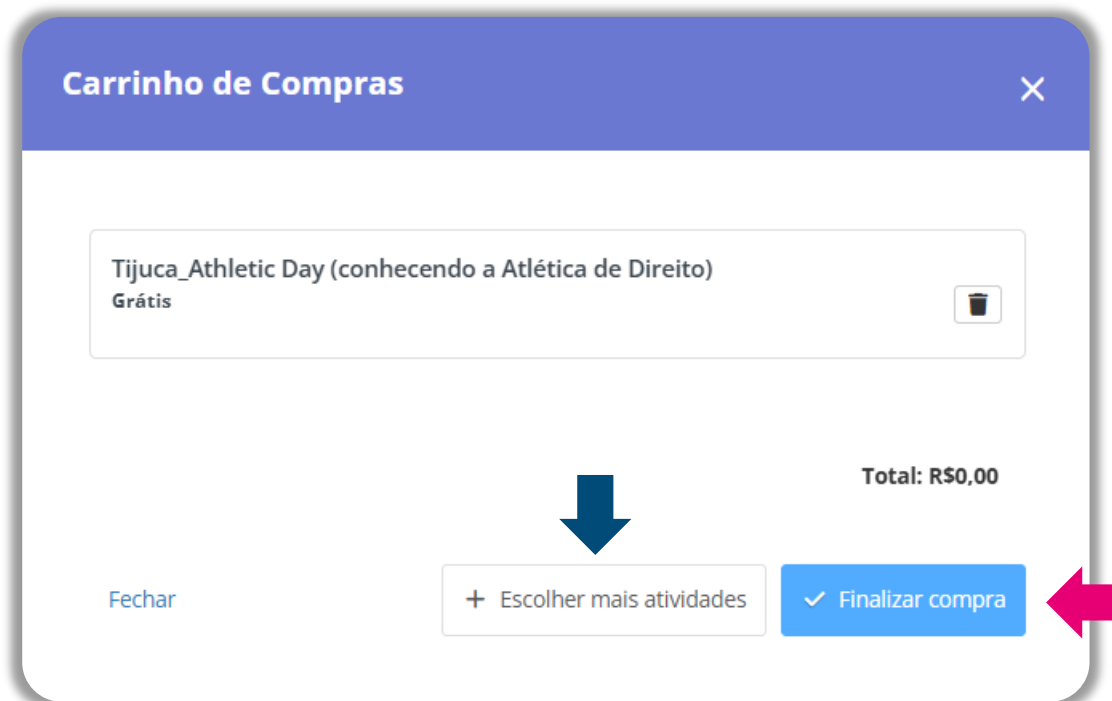 Carrinho de Compras
Tijuca_Athletic Day (conhecendo a Atlética de Direito)
Grátis
Total: R$0,00
Fechar
+ Escolher mais atividades
Finalizar compra